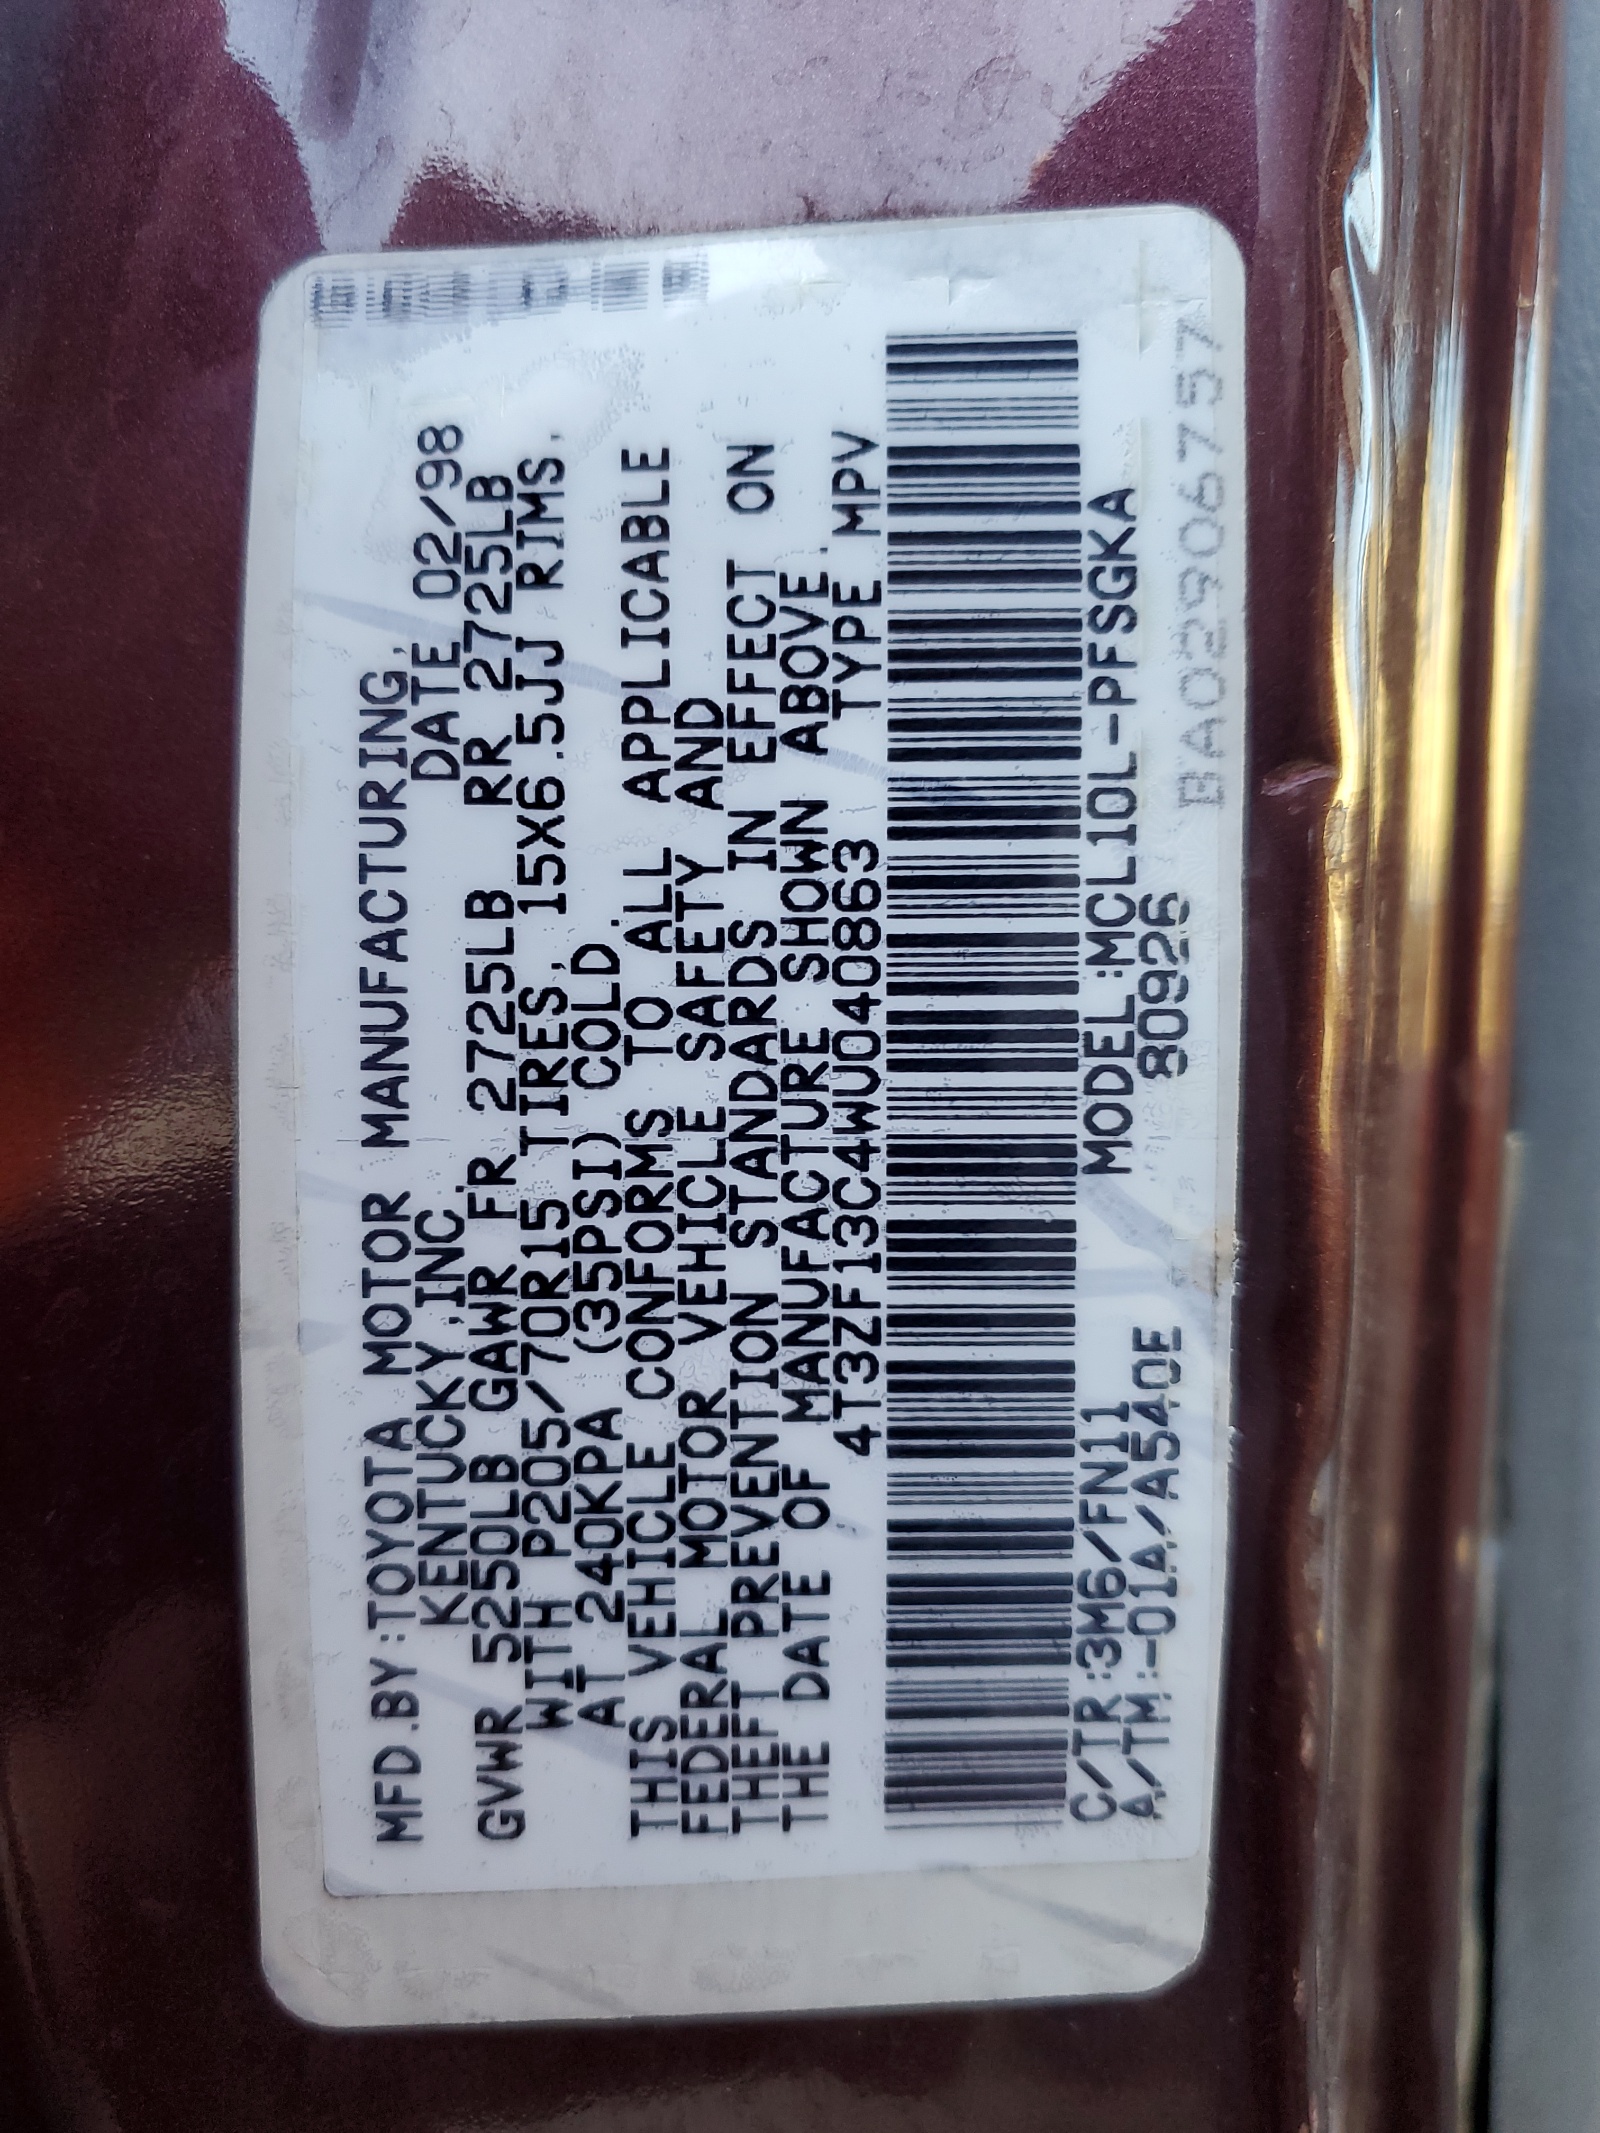 MFD.BY:TOYOTA MOTOR MANUFACTURING,
KENTUCKY,INC. DATE 02/98
GVWR 5250LB GAWR FR 2725LB RR 2725LB
WITH P205/70R15 TIRES, 15X6.5JJ RIMS,
AT 240KPA (35PSI) COLD.
THIS VEHICLE CONFORMS TO ALL APPLICABLE
FEDERAL MOTOR VEHICLE SAFETY AND
THEFT PREVENTION STANDARDS IN EFFECT ON
THE DATE OF MANUFACTURE SHOWN ABOVE.
4T3ZF13C4WU040863 TYPE MPV
C/TR:3M6/FN11 MODEL:MCL10L-PFSGKA
A/TM:-01A/A540E 80926
BA02906757